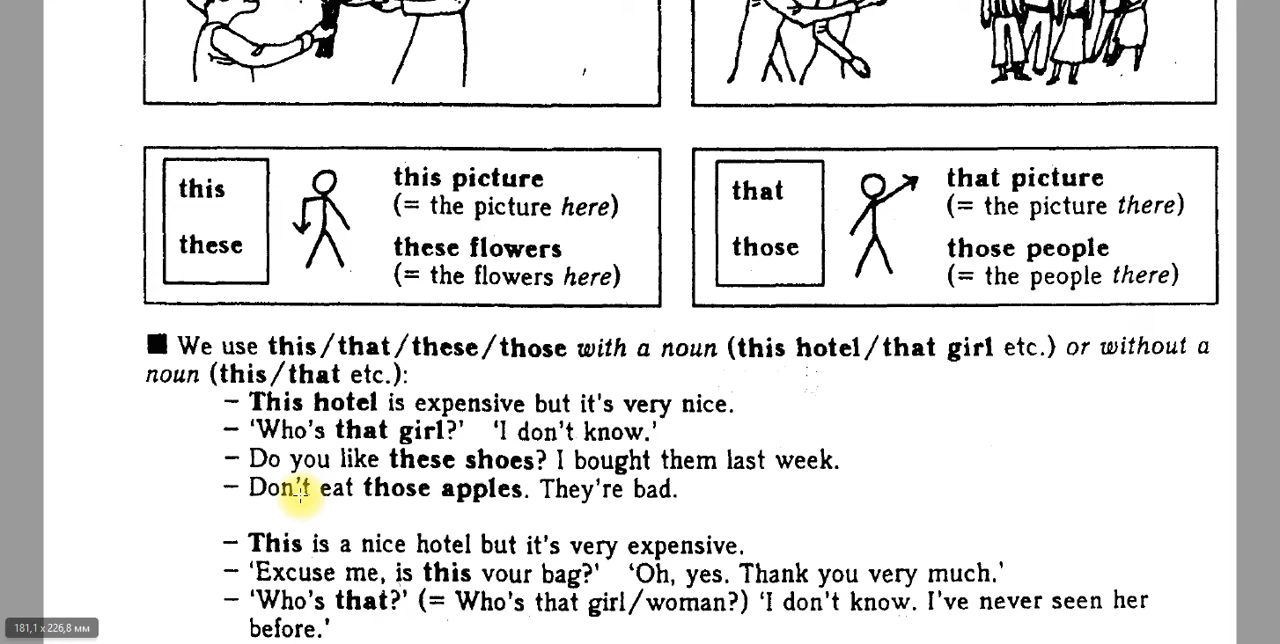 this
these
this picture
(= the picture here)
these flowers
(= the flowers here)
that
those
that picture
(= the picture there)
those people
(= the people there)
■ We use this/that/these/those with a noun (this hotel/that girl etc.) or without a
noun (this/that etc.):
– This hotel is expensive but it's very nice.
– 'Who's that girl?' 'I don't know.'
– Do you like these shoes? I bought them last week.
– Don't eat those apples. They're bad.
– This is a nice hotel but it's very expensive.
– 'Excuse me, is this your bag?' 'Oh, yes. Thank you very much.'
– 'Who's that?' (= Who's that girl/woman?) 'I don't know. I've never seen her
before.'
181,1 x 226,8 мм